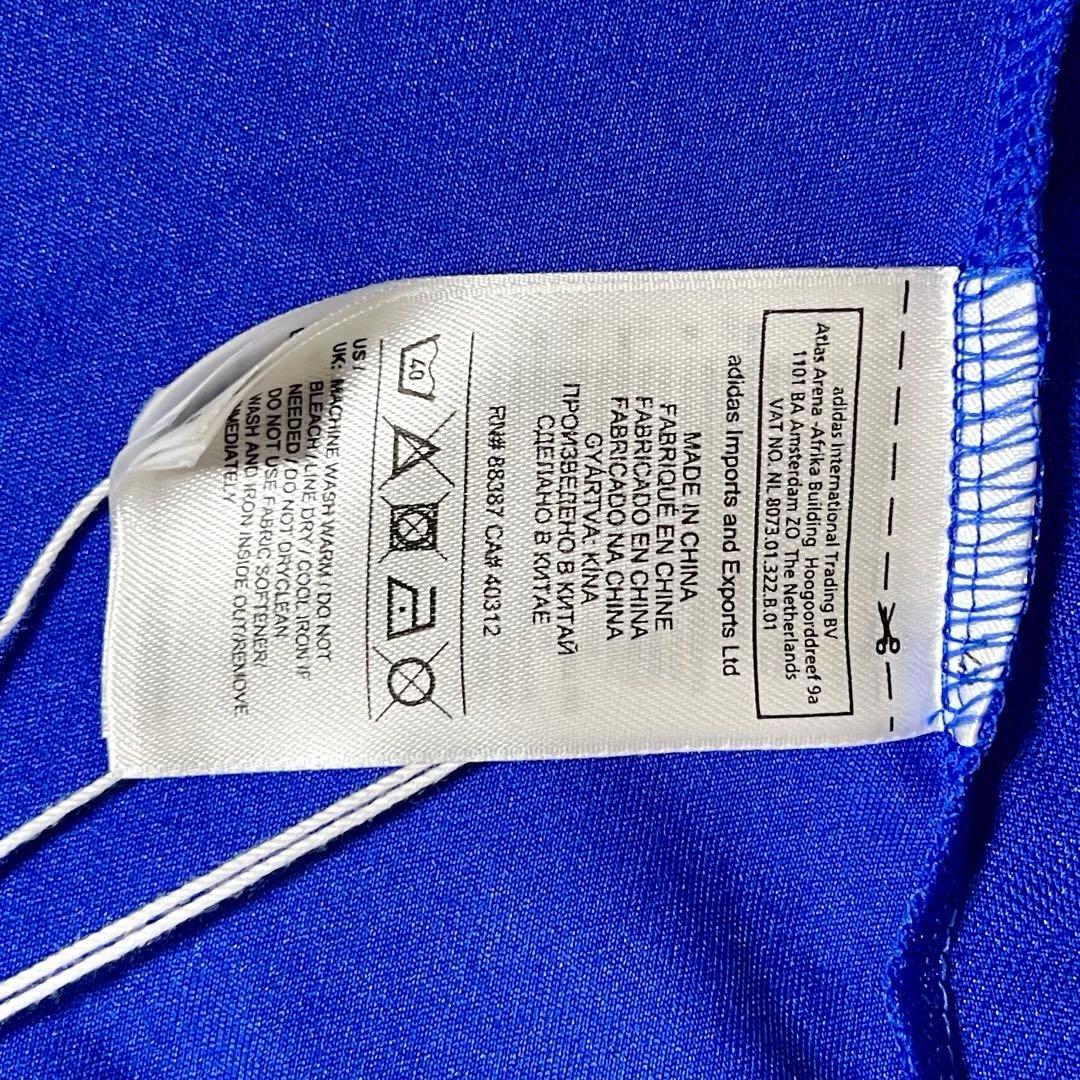 adidas International Trading BV
Atlas Arena -Afrika Building Hoogoorddreef 9a
1101 BA Amsterdam ZO The Netherlands
VAT NO. NL 8073.01.322.B.01
adidas Imports and Exports Ltd
MADE IN CHINA
FABRIQUE EN CHINE
FABRICADO EN CHINA
FABRICADO NA CHINA
GYÁRTVA: KÍNA
ПРОИЗВЕДЕНО В КИТАЙ
СДЕЛАНО В КИТАЕ
RN# 88387 CA# 40312
40
US /
UK: MACHINE WASH WARM / DO NOT
BLEACH / LINE DRY / COOL IRON IF
NEEDED / DO NOT DRYCLEAN
DO NOT USE FABRIC SOFTENER/
WASH AND IRON INSIDE OUT/REMOVE
IMMEDIATELY